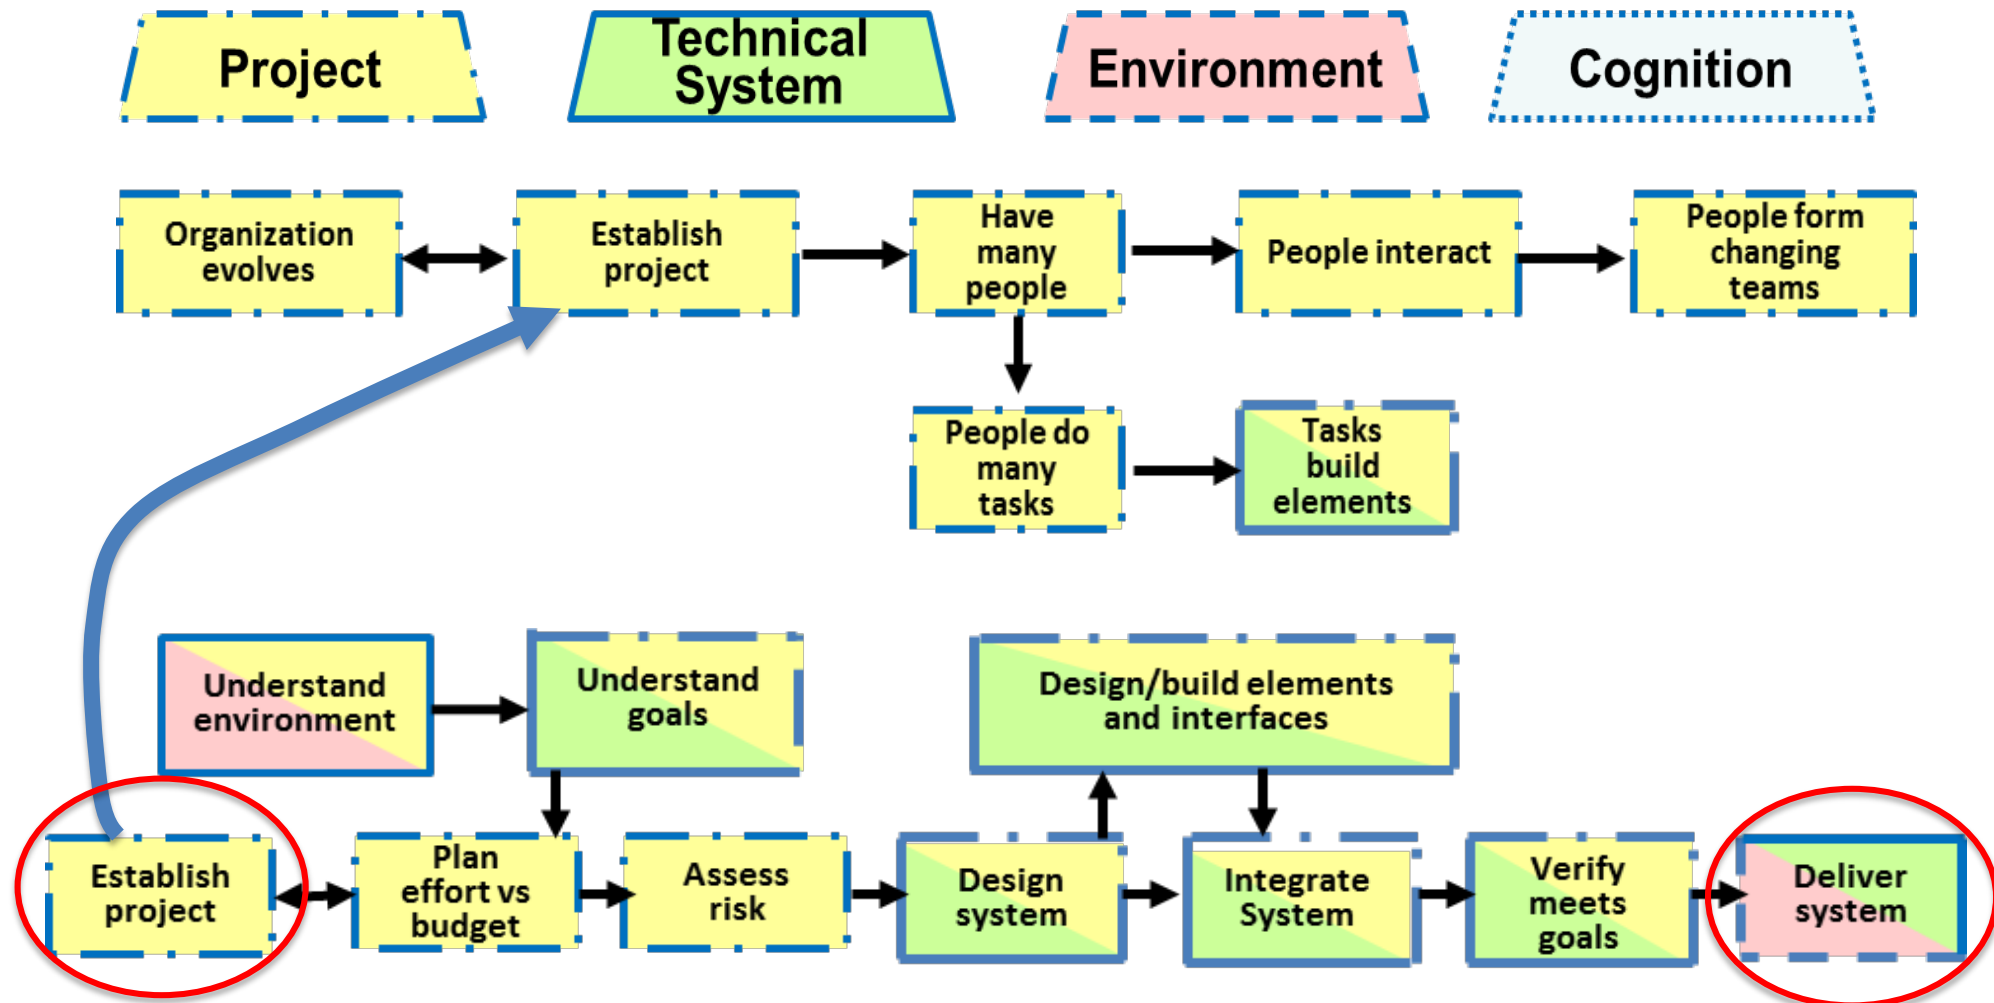 Project
Technical
System
Environment
Cognition
Organization
evolves
Establish
project
Have
many
people
People interact
People form
changing
teams
People do
many
tasks
Tasks
build
elements
Understand
environment
Understand
goals
Design/build elements
and interfaces
Establish
project
Plan
effort vs
budget
Assess
risk
Design
system
Integrate
System
Verify
meets
goals
Deliver
system